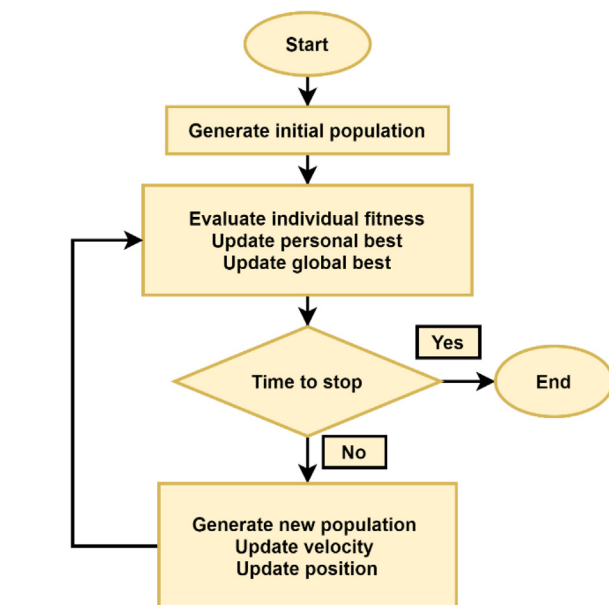 Start
Generate initial population
Evaluate individual fitness
Update personal best
Update global best
Yes
Time to stop
End
No
Generate new population
Update velocity
Update position